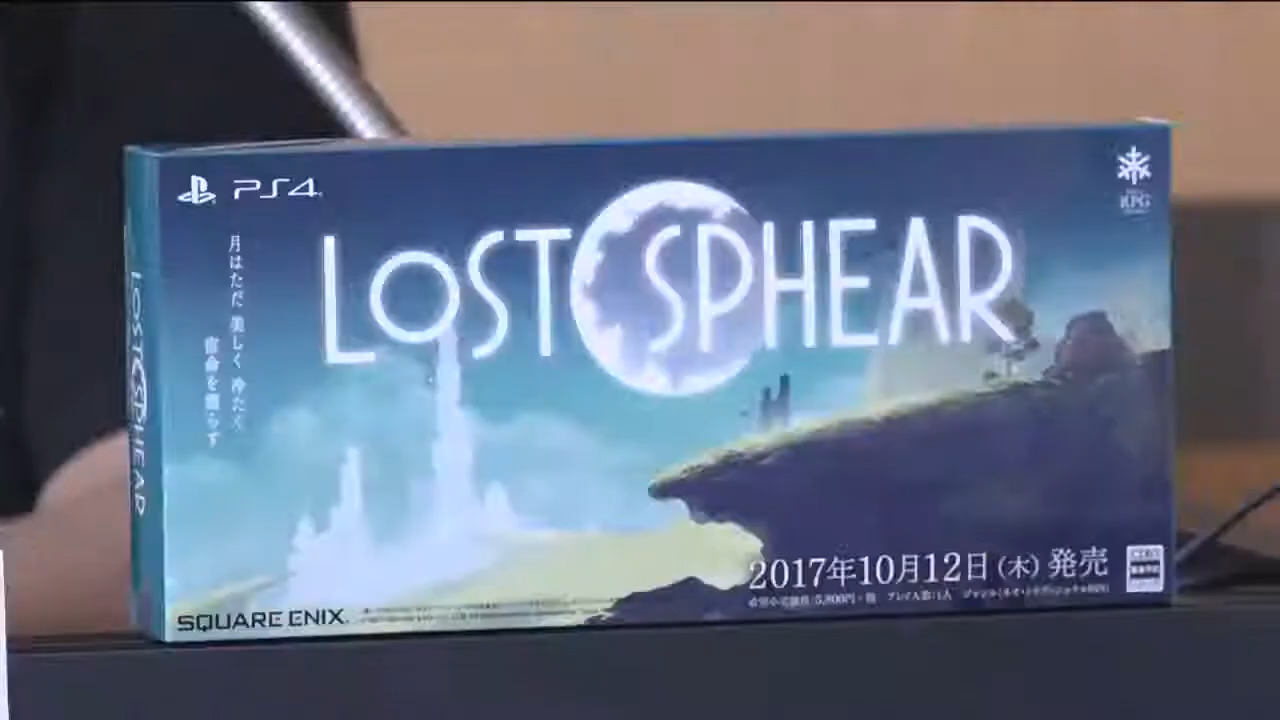 PS4
RPG
LOST SPHEAR
月はただ 美しく 冷たく
宿命を照らす
LOST SPHEAR
2017年10月12日(木)発売
SQUARE ENIX.